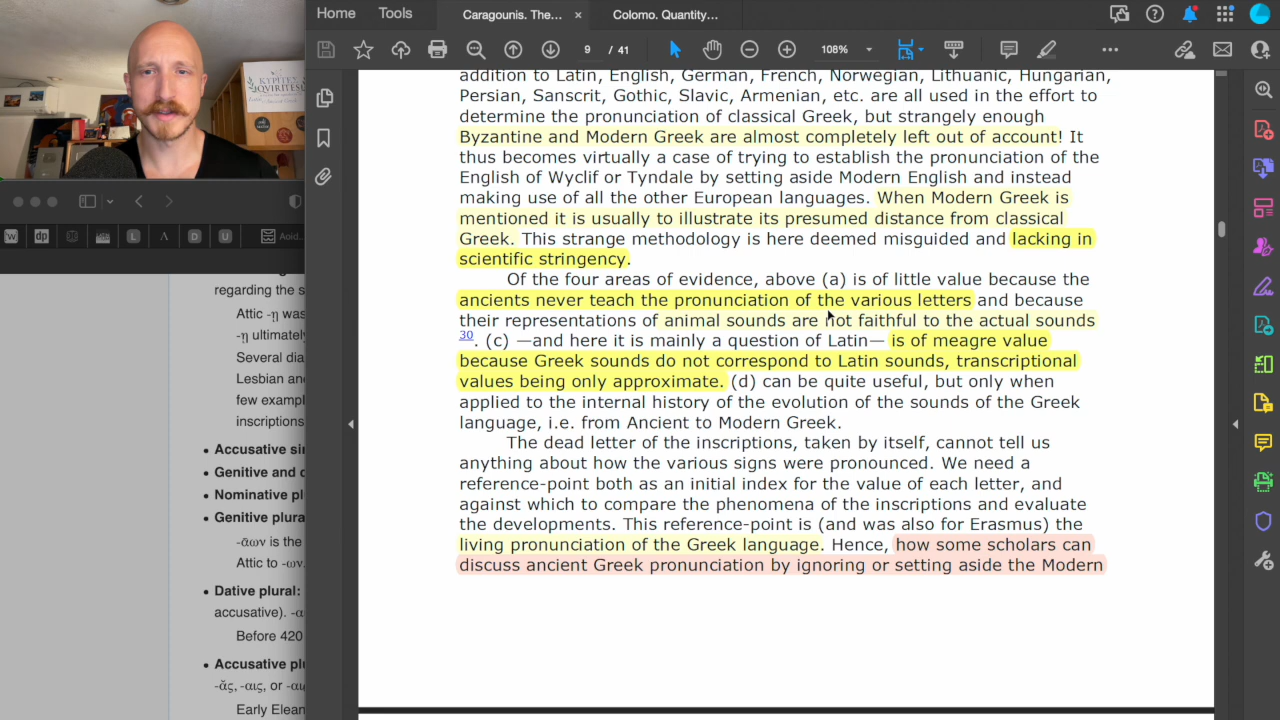 Home
Tools
Caragounis. The...
×
Colomo. Quantity...
9 / 41
108%
ΚΥΡΙΤΕΣ
IQVIRITES
addition to Latin, English, German, French, Norwegian, Lithuanic, Hungarian,
Persian, Sanscrit, Gothic, Slavic, Armenian, etc. are all used in the effort to
determine the pronunciation of classical Greek, but strangely enough
Byzantine and Modern Greek are almost completely left out of account! It
thus becomes virtually a case of trying to establish the pronunciation of the
English of Wyclif or Tyndale by setting aside Modern English and instead
making use of all the other European languages. When Modern Greek is
mentioned it is usually to illustrate its presumed distance from classical
Greek. This strange methodology is here deemed misguided and lacking in
scientific stringency.
Of the four areas of evidence, above (a) is of little value because the
ancients never teach the pronunciation of the various letters and because
their representations of animal sounds are not faithful to the actual sounds
30. (c) —and here it is mainly a question of Latin— is of meagre value
because Greek sounds do not correspond to Latin sounds, transcriptional
values being only approximate. (d) can be quite useful, but only when
applied to the internal history of the evolution of the sounds of the Greek
language, i.e. from Ancient to Modern Greek.
The dead letter of the inscriptions, taken by itself, cannot tell us
anything about how the various signs were pronounced. We need a
reference-point both as an initial index for the value of each letter, and
against which to compare the phenomena of the inscriptions and evaluate
the developments. This reference-point is (and was also for Erasmus) the
living pronunciation of the Greek language. Hence, how some scholars can
discuss ancient Greek pronunciation by ignoring or setting aside the Modern
W
dp
L
Λ
D
U
Aoid..
regarding the s
Attic -ῃ was
-ῃ ultimately
Several dia
Lesbian an
few examp
inscriptions
• Accusative si
• Genitive and
• Nominative pl
• Genitive plura
-ᾱων is the
Attic to -ων.
• Dative plural:
accusative). -α
Before 420
• Accusative plu
-ᾰς, -αις, or -α
Early Elean